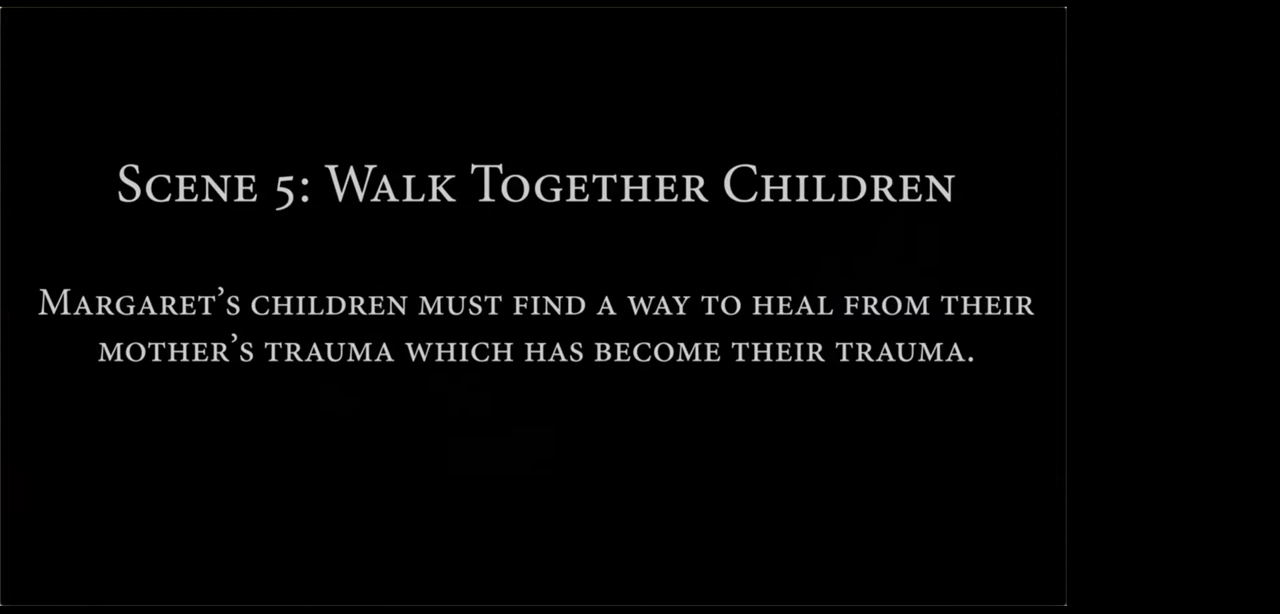 Scene 5: Walk Together Children
Margaret’s children must find a way to heal from their
mother’s trauma which has become their trauma.